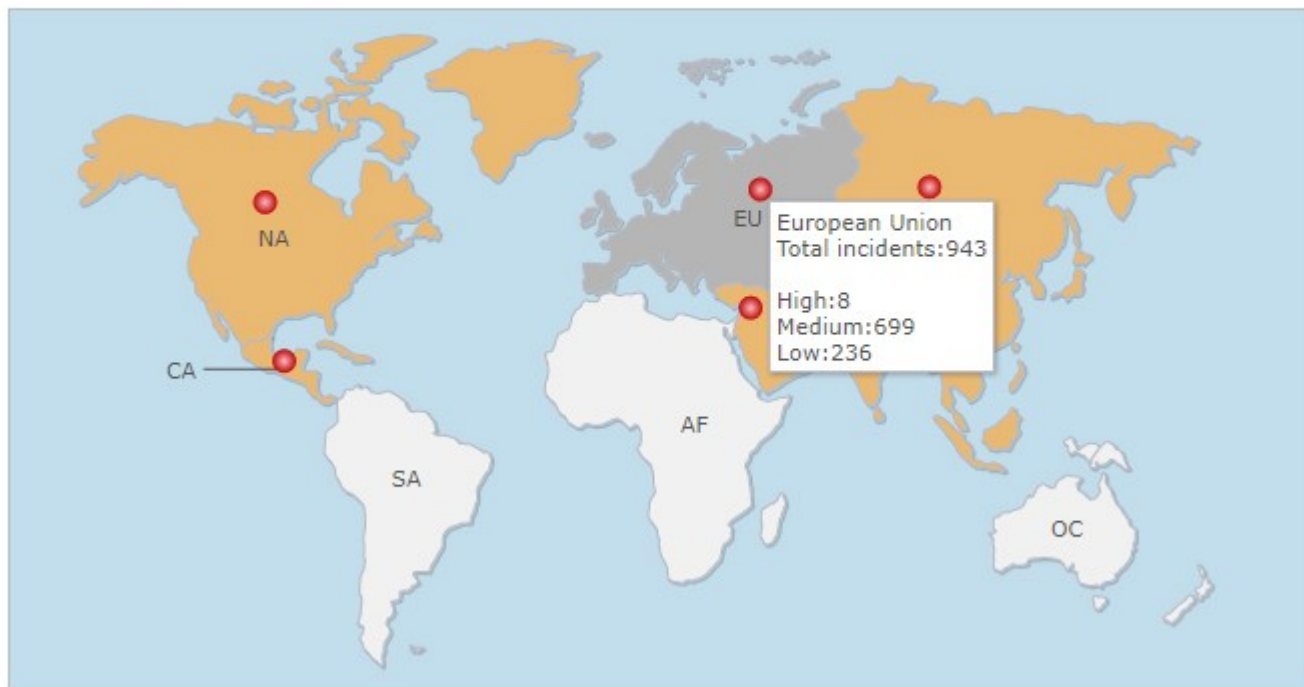 NA
EU
European Union
Total incidents:943
High:8
Medium:699
Low:236
CA
AF
SA
OC